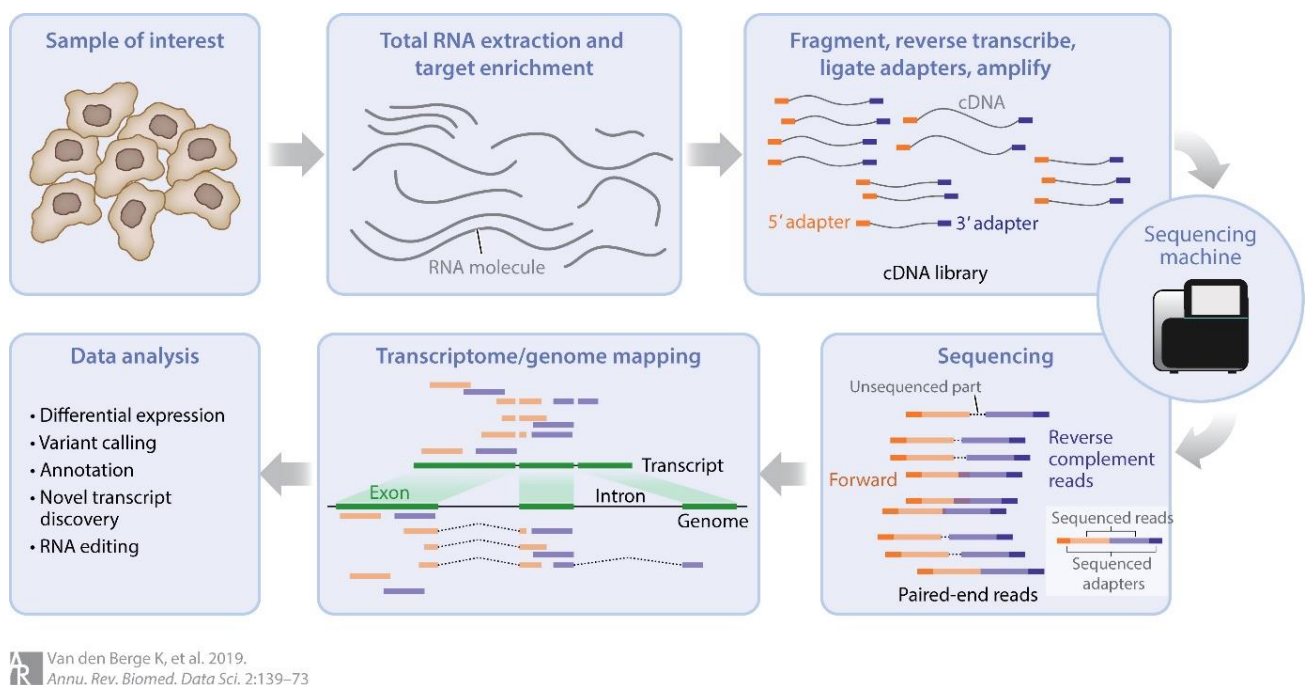 Sample of interest
Total RNA extraction and
target enrichment
RNA molecule
Fragment, reverse transcribe,
ligate adapters, amplify
cDNA
5′ adapter
3′ adapter
cDNA library
Sequencing
machine
Sequencing
Unsequenced part
Reverse
complement
reads
Forward
Sequenced reads
Sequenced
adapters
Paired-end reads
Transcriptome/genome mapping
Transcript
Exon
Intron
Genome
Data analysis
• Differential expression
• Variant calling
• Annotation
• Novel transcript
discovery
• RNA editing
AR
Van den Berge K, et al. 2019.
Annu. Rev. Biomed. Data Sci. 2:139–73